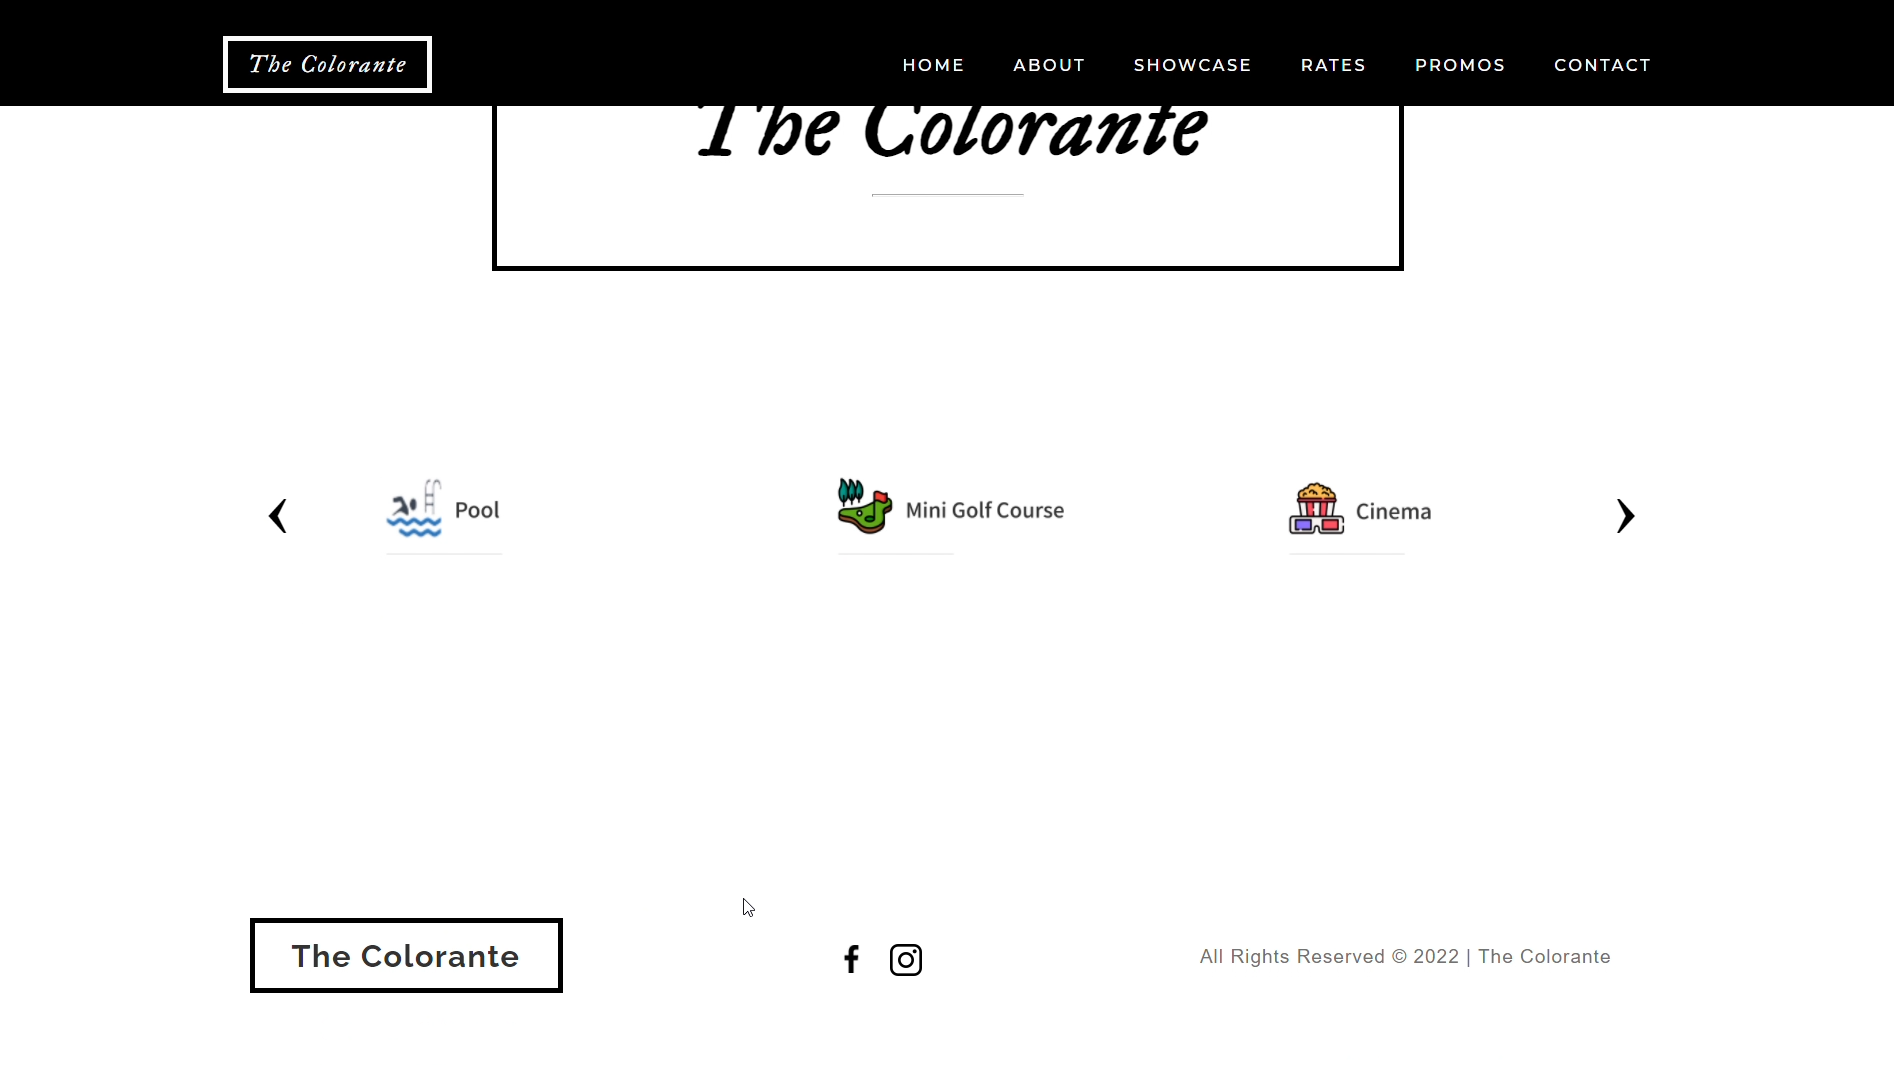 The Colorante
HOME ABOUT SHOWCASE RATES PROMOS CONTACT
The Colorante
Pool
Mini Golf Course
Cinema
The Colorante
All Rights Reserved © 2022 | The Colorante